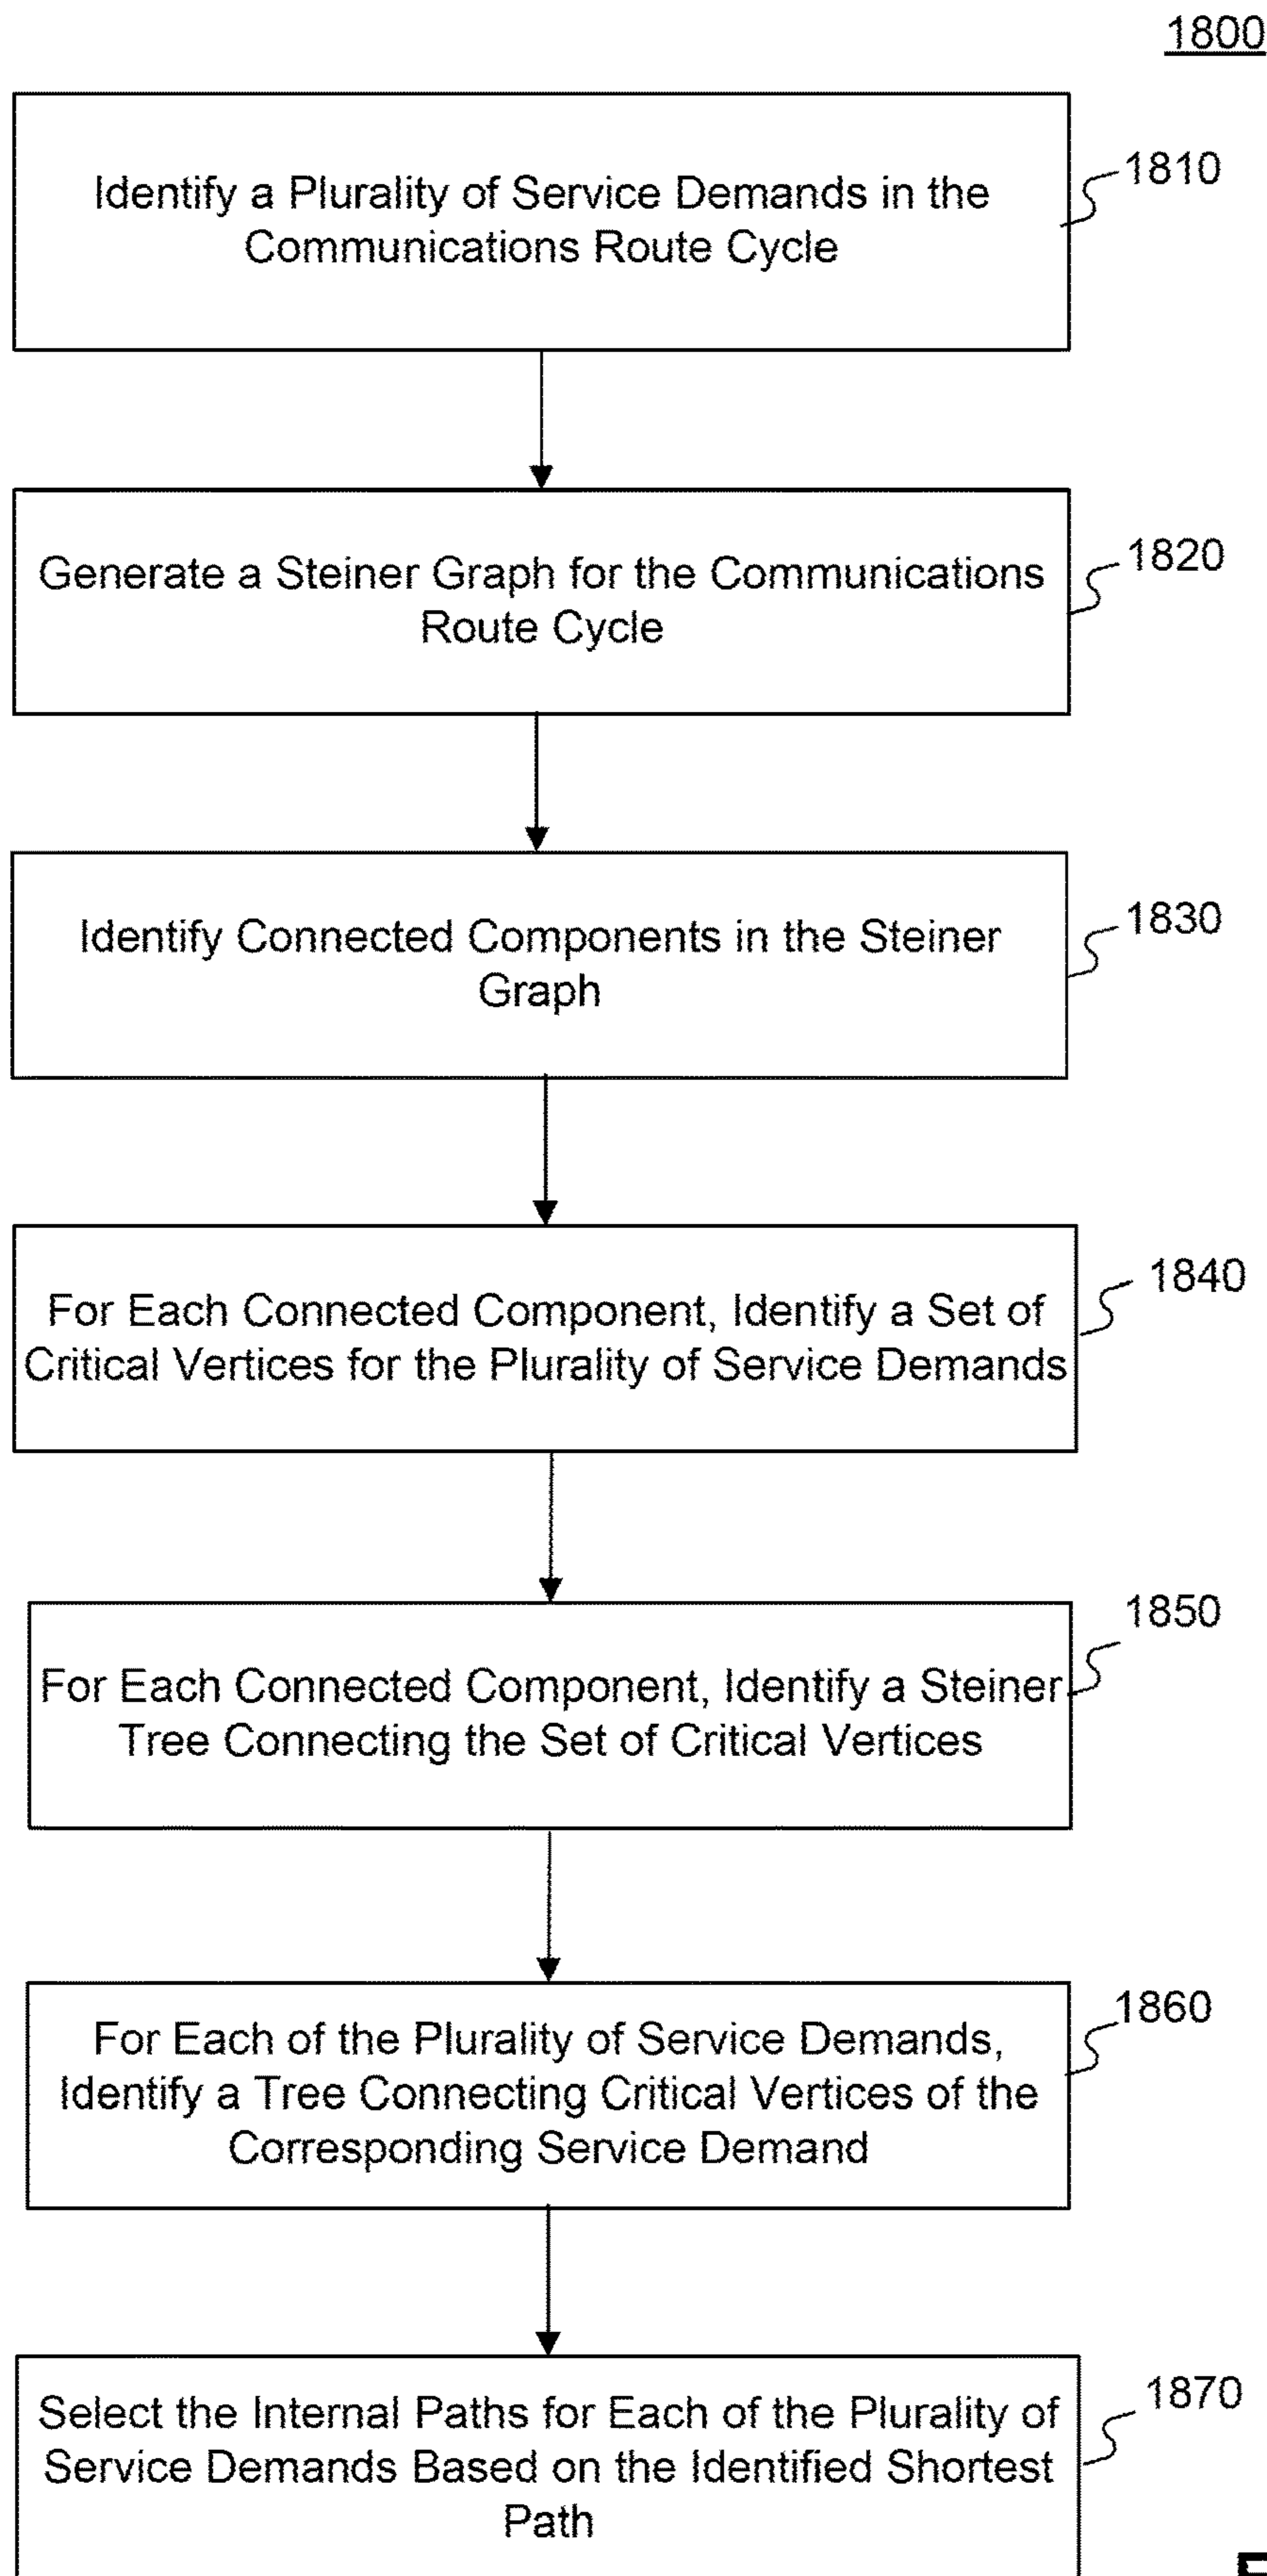 1800
Identify a Plurality of Service Demands in the
Communications Route Cycle
1810
Generate a Steiner Graph for the Communications
Route Cycle
1820
Identify Connected Components in the Steiner
Graph
1830
For Each Connected Component, Identify a Set of
Critical Vertices for the Plurality of Service Demands
1840
For Each Connected Component, Identify a Steiner
Tree Connecting the Set of Critical Vertices
1850
For Each of the Plurality of Service Demands,
Identify a Tree Connecting Critical Vertices of the
Corresponding Service Demand
1860
Select the Internal Paths for Each of the Plurality of
Service Demands Based on the Identified Shortest
Path
1870